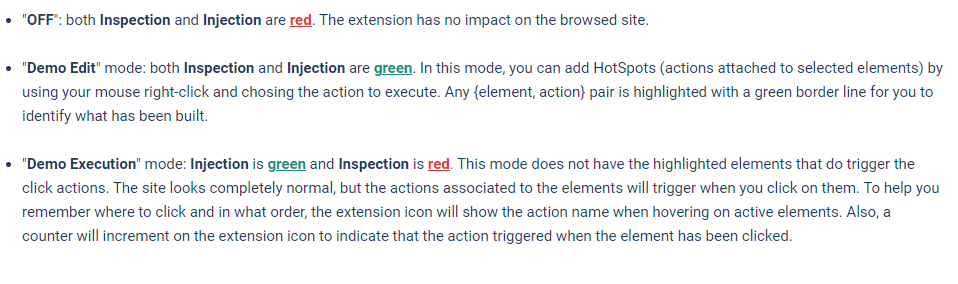 • "OFF": both Inspection and Injection are red. The extension has no impact on the browsed site.
• "Demo Edit" mode: both Inspection and Injection are green. In this mode, you can add HotSpots (actions attached to selected elements) by
using your mouse right-click and chosing the action to execute. Any {element, action} pair is highlighted with a green border line for you to
identify what has been built.
• "Demo Execution" mode: Injection is green and Inspection is red. This mode does not have the highlighted elements that do trigger the
click actions. The site looks completely normal, but the actions associated to the elements will trigger when you click on them. To help you
remember where to click and in what order, the extension icon will show the action name when hovering on active elements. Also, a
counter will increment on the extension icon to indicate that the action triggered when the element has been clicked.